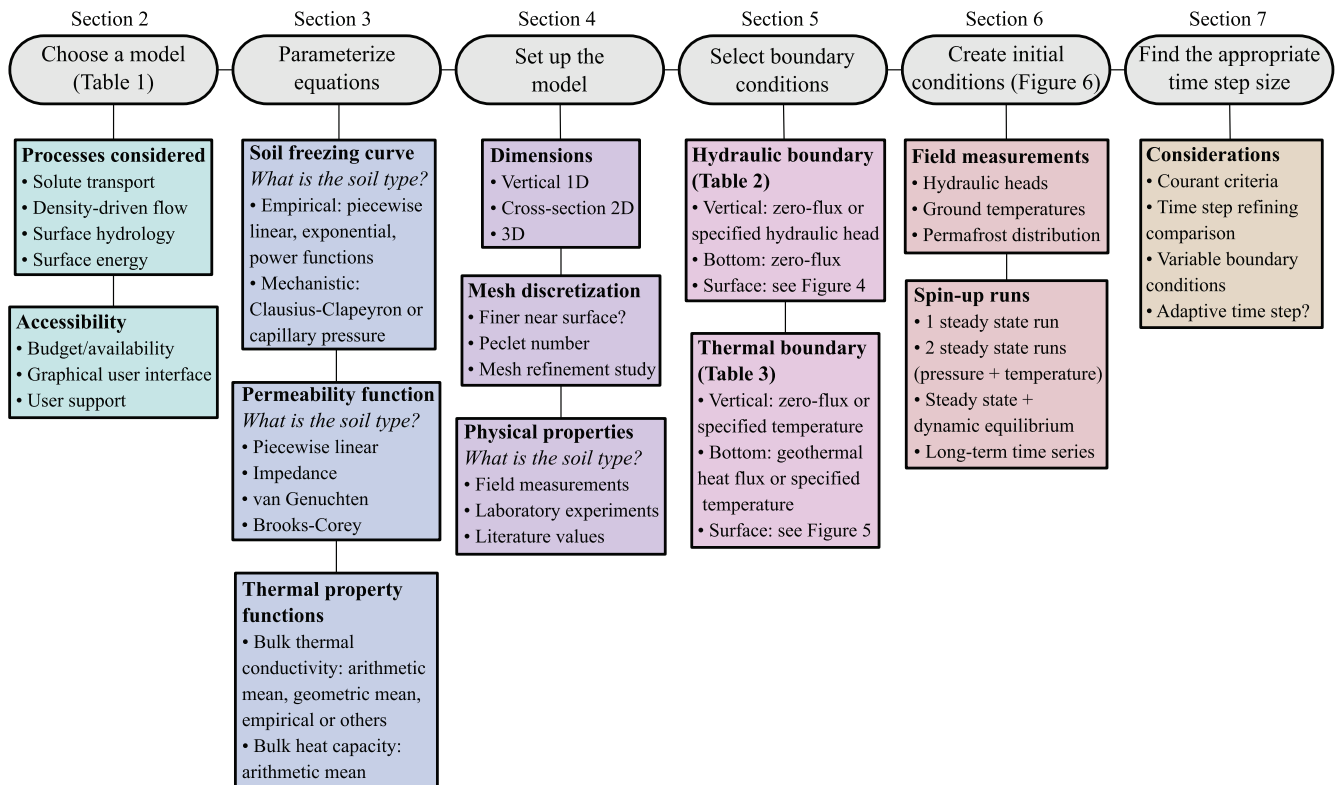 Section 2
Choose a model
(Table 1)
Processes considered
• Solute transport
• Density-driven flow
• Surface hydrology
• Surface energy
Accessibility
• Budget/availability
• Graphical user interface
• User support
Section 3
Parameterize
equations
Soil freezing curve
What is the soil type?
• Empirical: piecewise
linear, exponential,
power functions
• Mechanistic:
Clausius-Clapeyron or
capillary pressure
Permeability function
What is the soil type?
• Piecewise linear
• Impedance
• van Genuchten
• Brooks-Corey
Thermal property
functions
• Bulk thermal
conductivity: arithmetic
mean, geometric mean,
empirical or others
• Bulk heat capacity:
arithmetic mean
Section 4
Set up the
model
Dimensions
• Vertical 1D
• Cross-section 2D
• 3D
Mesh discretization
• Finer near surface?
• Peclet number
• Mesh refinement study
Physical properties
What is the soil type?
• Field measurements
• Laboratory experiments
• Literature values
Section 5
Select boundary
conditions
Hydraulic boundary
(Table 2)
• Vertical: zero-flux or
specified hydraulic head
• Bottom: zero-flux
• Surface: see Figure 4
Thermal boundary
(Table 3)
• Vertical: zero-flux or
specified temperature
• Bottom: geothermal
heat flux or specified
temperature
• Surface: see Figure 5
Section 6
Create initial
conditions (Figure 6)
Field measurements
• Hydraulic heads
• Ground temperatures
• Permafrost distribution
Spin-up runs
• 1 steady state run
• 2 steady state runs
(pressure + temperature)
• Steady state +
dynamic equilibrium
• Long-term time series
Section 7
Find the appropriate
time step size
Considerations
• Courant criteria
• Time step refining
comparison
• Variable boundary
conditions
• Adaptive time step?